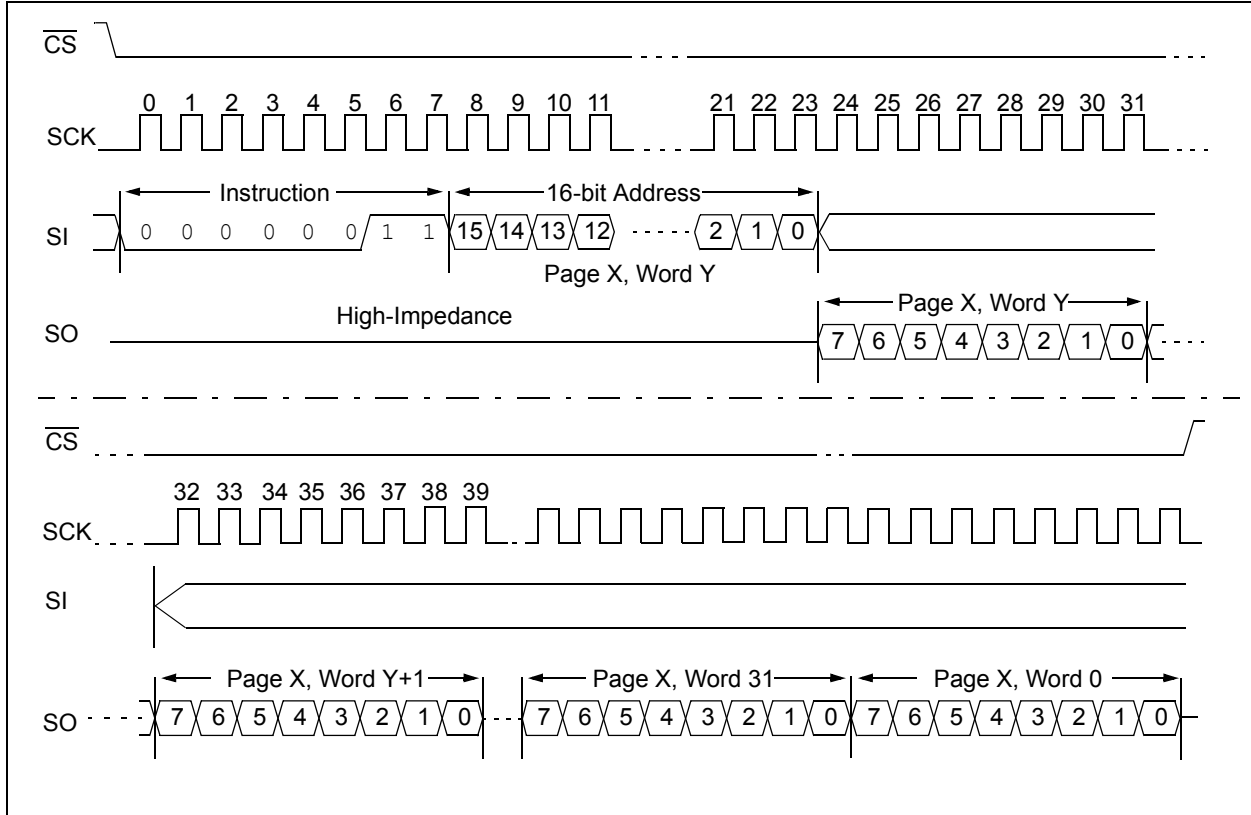 CS
0 1 2 3 4 5 6 7 8 9 10 11 21 22 23 24 25 26 27 28 29 30 31
SCK
Instruction 16-bit Address
SI 0 0 0 0 0 0 1 1 15 14 13 12 2 1 0
Page X, Word Y
High-Impedance Page X, Word Y
SO 7 6 5 4 3 2 1 0
CS
32 33 34 35 36 37 38 39
SCK
SI
Page X, Word Y+1 Page X, Word 31 Page X, Word 0
SO 7 6 5 4 3 2 1 0 7 6 5 4 3 2 1 0 7 6 5 4 3 2 1 0